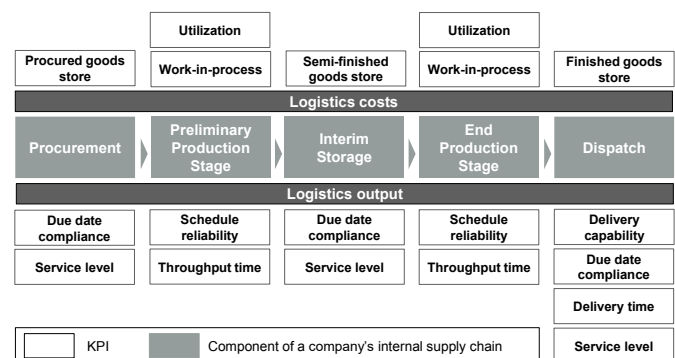 Utilization
Utilization
Procured goods
store
Work-in-process
Semi-finished
goods store
Work-in-process
Finished goods
store
Logistics costs
Procurement
Preliminary
Production
Stage
Interim
Storage
End
Production
Stage
Dispatch
Logistics output
Due date
compliance
Schedule
reliability
Due date
compliance
Schedule
reliability
Delivery
capability
Service level
Throughput time
Service level
Throughput time
Due date
compliance
Delivery time
Service level
KPI
Component of a company's internal supply chain